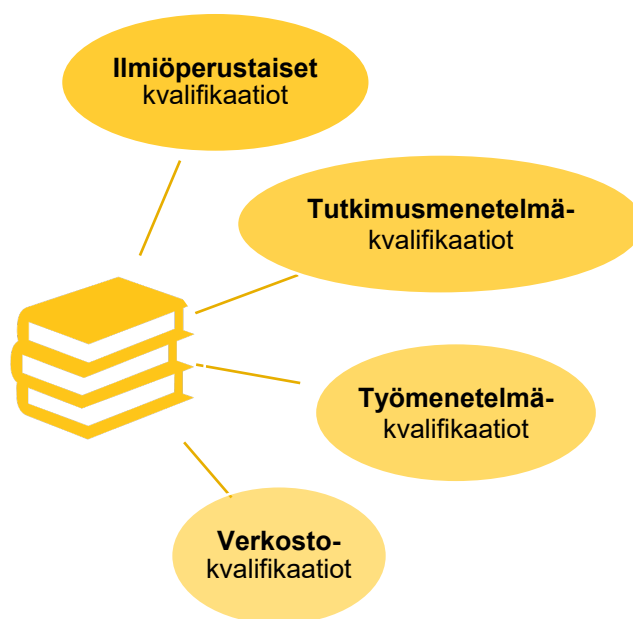 Ilmiöperustaiset
kvalifikaatiot
Tutkimusmenetelmä-
kvalifikaatiot
Työmenetelmä-
kvalifikaatiot
Verkosto-
kvalifikaatiot